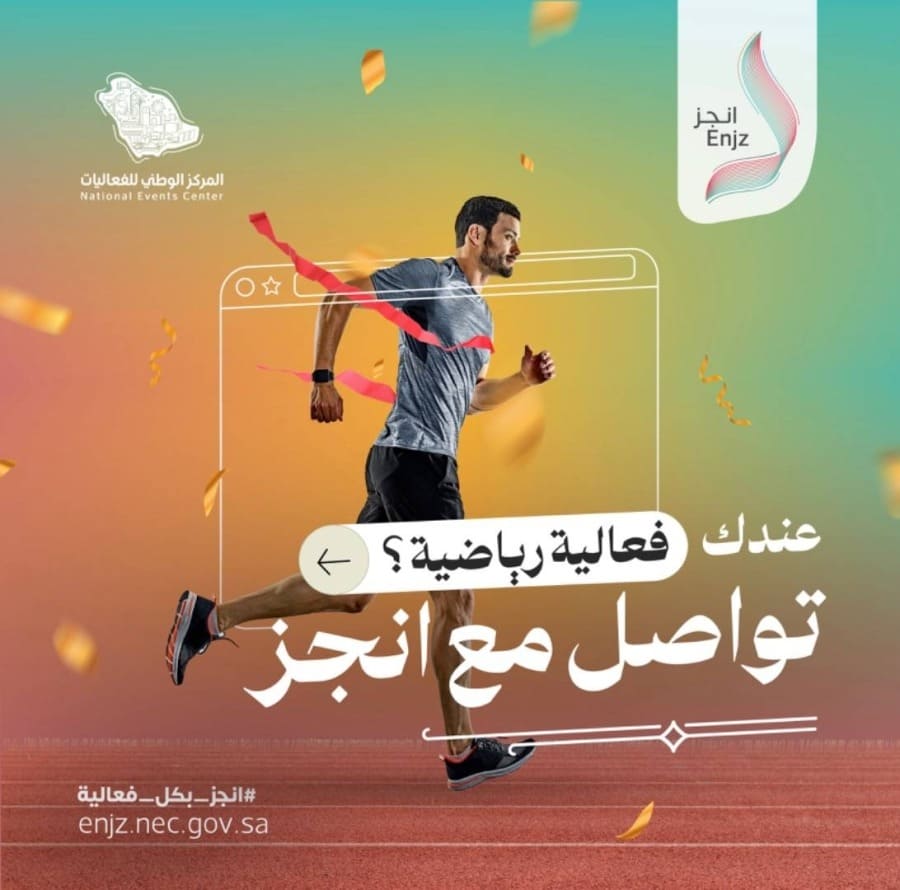 المركز الوطني للفعاليات
National Events Center
انجز
Enjz
عندك فعالية رياضية ؟
تواصل مع انجز
#انجز_بكل_فعالية
enjz.nec.gov.sa